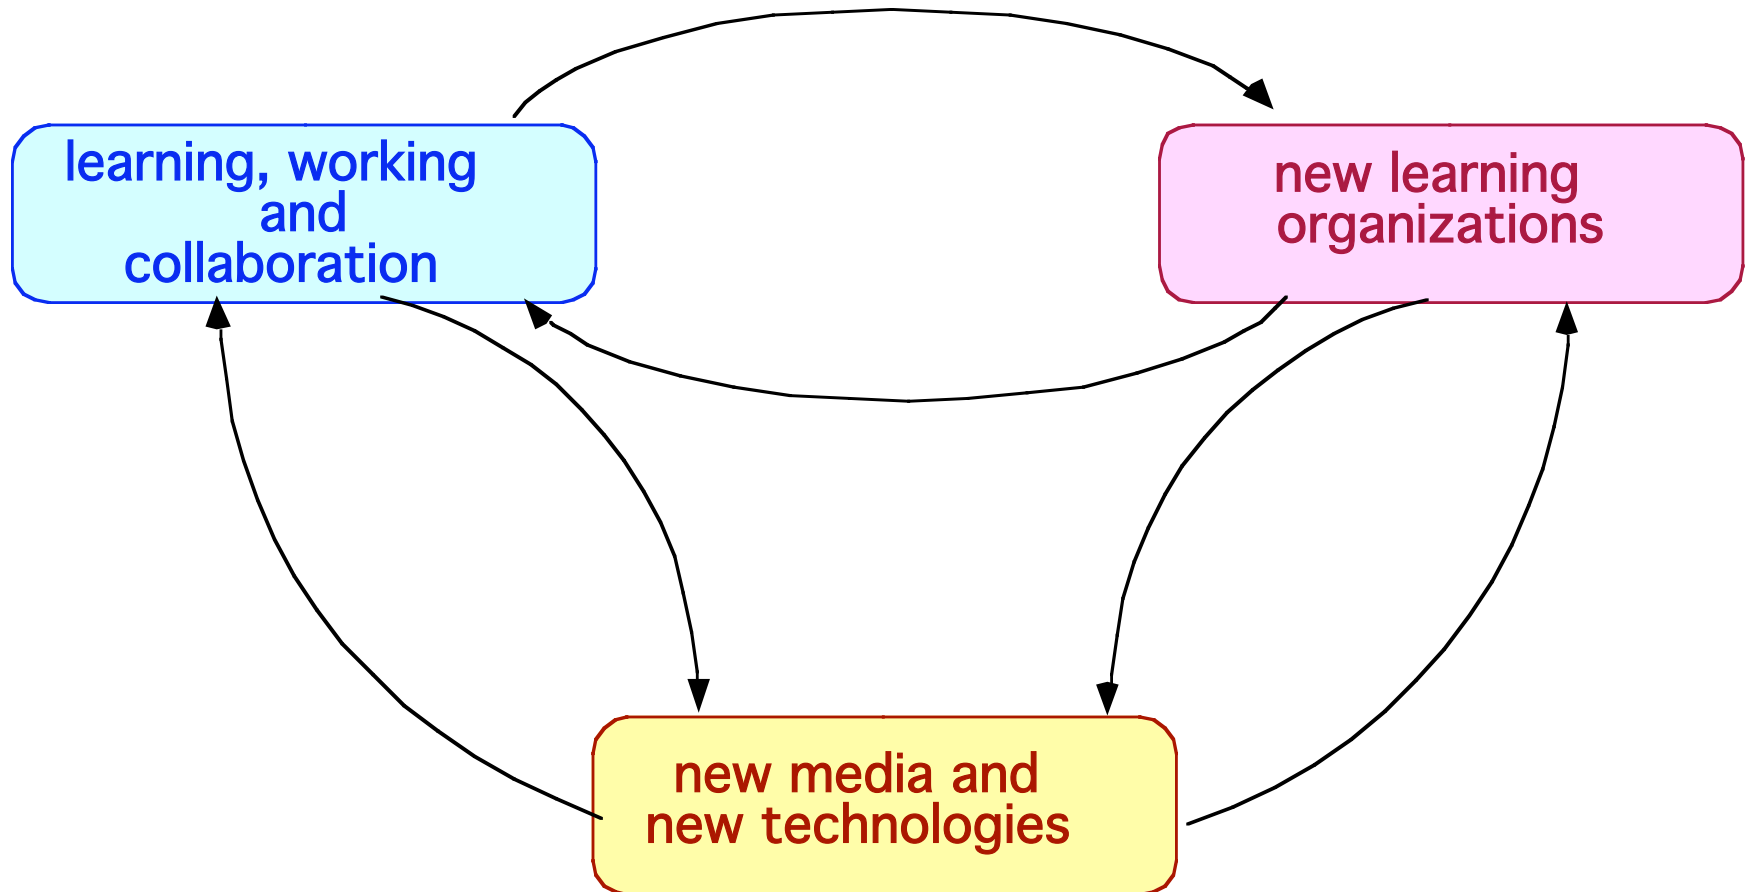 learning, working
and
collaboration
new learning
organizations
new media and
new technologies